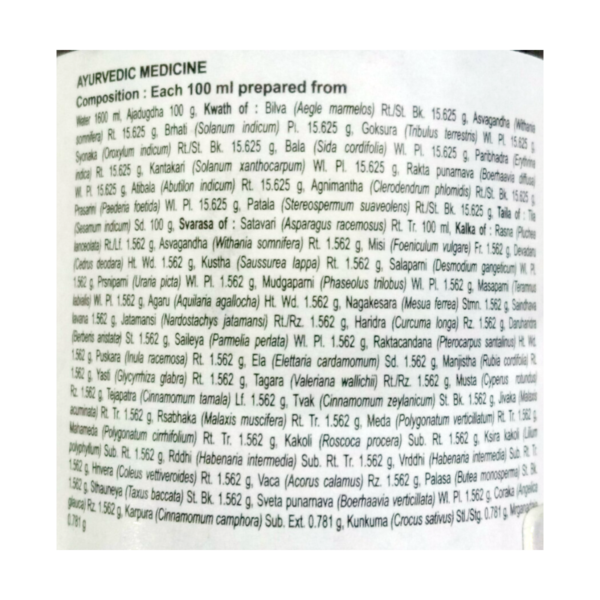 AYURVEDIC MEDICINE
Composition : Each 100 ml prepared from
Water 1600 ml, Ajadugdha 100 g, Kwath of : Bilva (Aegle marmelos) Rt./St. Bk. 15.625 g, Asvagandha (Withania
somnifera) Rt. 15.625 g, Brhati (Solanum indicum) Pl. 15.625 g, Goksura (Tribulus terrestris) Wl. Pl. 15.625 g,
Syonaka (Oroxylum indicum) Rt./St. Bk. 15.625 g, Bala (Sida cordifolia) Wl. Pl. 15.625 g, Paribhadra (Erythrina
indica) Rt. 15.625 g, Kantakari (Solanum xanthocarpum) Wl. Pl. 15.625 g, Rakta punarnava (Boerhaavia diffusa)
Wl. Pl. 15.625 g, Atibala (Abutilon indicum) Rt. 15.625 g, Agnimantha (Clerodendrum phlomidis) Rt./St. Bk. 15.625 g,
Prasarini (Paederia foetida) Wl. Pl. 15.625 g, Patala (Stereospermum suaveolens) Rt./St. Bk. 15.625 g, Taila of : Tila
(Sesamum indicum) Sd. 100 g, Svarasa of : Satavari (Asparagus racemosus) Rt. Tr. 100 ml, Kalka of : Rasna (Pluchea
lanceolata) Rt./Lf. 1.562 g, Asvagandha (Withania somnifera) Rt. 1.562 g, Misi (Foeniculum vulgare) Fr. 1.562 g, Devadaru
(Cedrus deodara) Ht. Wd. 1.562 g, Kustha (Saussurea lappa) Rt. 1.562 g, Salaparni (Desmodium gangeticum) Wl. Pl.
1.562 g, Prsniparni (Uraria picta) Wl. Pl. 1.562 g, Mudgaparni (Phaseolus trilobus) Wl. Pl. 1.562 g, Masaparni (Teramnus
labialis) Wl. Pl. 1.562 g, Agaru (Aquilaria agallocha) Ht. Wd. 1.562 g, Nagakesara (Mesua ferrea) Stmn. 1.562 g, Saindhava
lavana 1.562 g, Jatamansi (Nardostachys jatamansi) Rt./Rz. 1.562 g, Haridra (Curcuma longa) Rz. 1.562 g, Daruharidra
(Berberis aristata) St. 1.562 g, Saileya (Parmelia perlata) Wl. Pl. 1.562 g, Raktacandana (Pterocarpus santalinus) Ht. Wd.
1.562 g, Puskara (Inula racemosa) Rt. 1.562 g, Ela (Elettaria cardamomum) Sd. 1.562 g, Manjistha (Rubia cordifolia) Rt.
1.562 g, Yasti (Glycyrrhiza glabra) Rt. 1.562 g, Tagara (Valeriana wallichii) Rt./Rz. 1.562 g, Musta (Cyperus rotundus)
Rz. 1.562 g, Tejapatra (Cinnamomum tamala) Lf. 1.562 g, Tvak (Cinnamomum zeylanicum) St. Bk. 1.562 g, Jivaka (Malaxis
acuminata) Rt. Tr. 1.562 g, Rsabhaka (Malaxis muscifera) Rt. Tr. 1.562 g, Meda (Polygonatum verticillatum) Rt. Tr. 1.562 g,
Mahameda (Polygonatum cirrhifolium) Rt. Tr. 1.562 g, Kakoli (Roscoca procera) Sub. Rt. 1.562 g, Ksira kakoli (Lilium
polyphyllum) Sub. Rt. 1.562 g, Rddhi (Habenaria intermedia) Sub. Rt. Tr. 1.562 g, Vrddhi (Habenaria intermedia) Sub. Rt. Tr.
1.562 g, Hrivera (Coleus vettiveroides) Rt. 1.562 g, Vaca (Acorus calamus) Rz. 1.562 g, Palasa (Butea monosperma) St. Bk.
1.562 g, Sthauneya (Taxus baccata) St. Bk. 1.562 g, Sveta punarnava (Boerhaavia verticillata) Wl. Pl. 1.562 g, Coraka (Angelica
glauca) Rz. 1.562 g, Karpura (Cinnamomum camphora) Sub. Ext. 0.781 g, Kunkuma (Crocus sativus) Stl./Stg. 0.781 g,
0.781 g